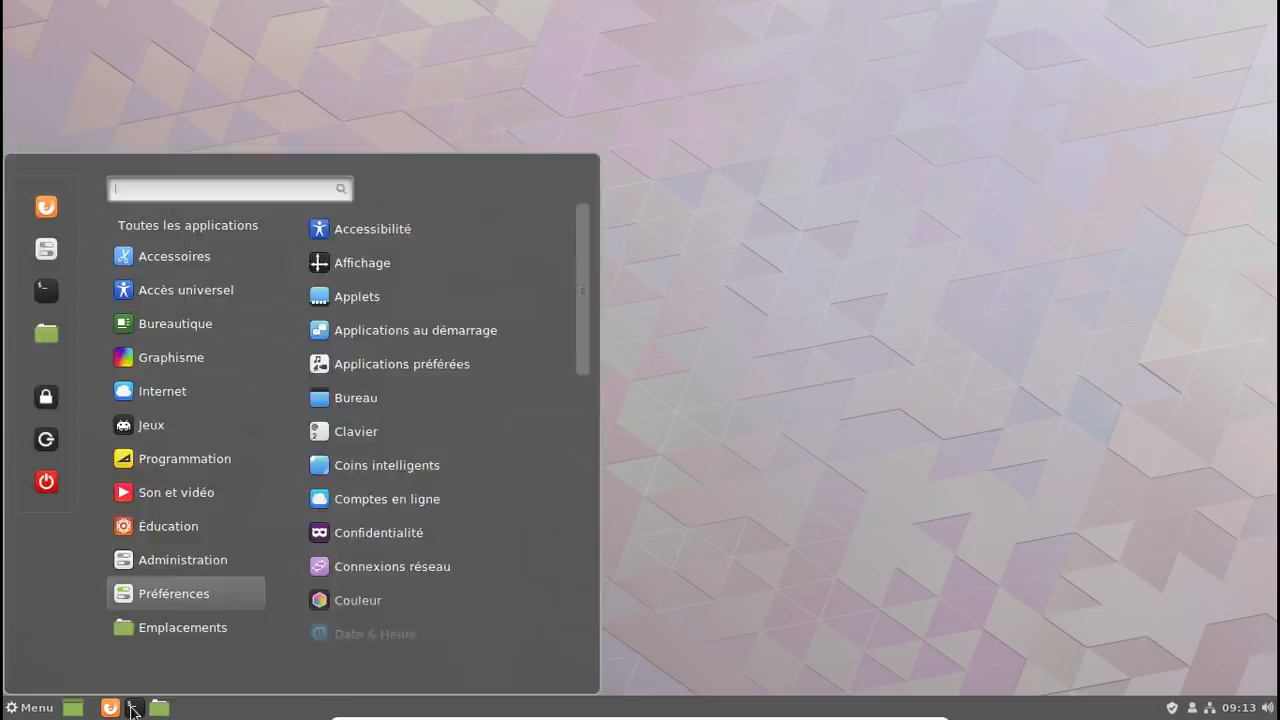 Toutes les applications
Accessoires
Accès universel
Bureautique
Graphisme
Internet
Jeux
Programmation
Son et vidéo
Éducation
Administration
Préférences
Emplacements
Accessibilité
Affichage
Applets
Applications au démarrage
Applications préférées
Bureau
Clavier
Coins intelligents
Comptes en ligne
Confidentialité
Connexions réseau
Couleur
Date & Heure
Menu
09:13